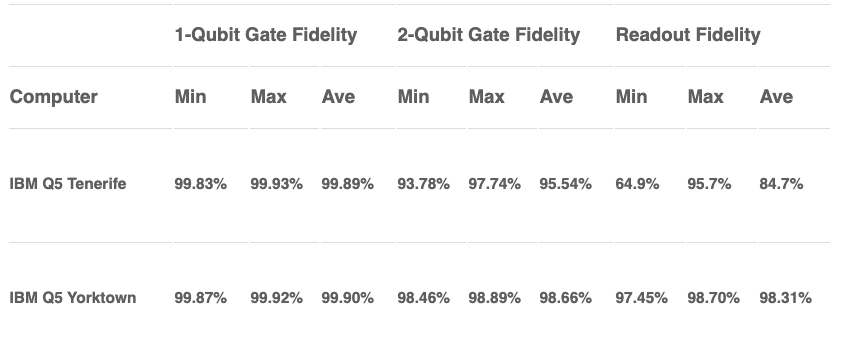 1-Qubit Gate Fidelity 2-Qubit Gate Fidelity Readout Fidelity
Computer Min Max Ave Min Max Ave Min Max Ave
IBM Q5 Tenerife 99.83% 99.93% 99.89% 93.78% 97.74% 95.54% 64.9% 95.7% 84.7%
IBM Q5 Yorktown 99.87% 99.92% 99.90% 98.46% 98.89% 98.66% 97.45% 98.70% 98.31%